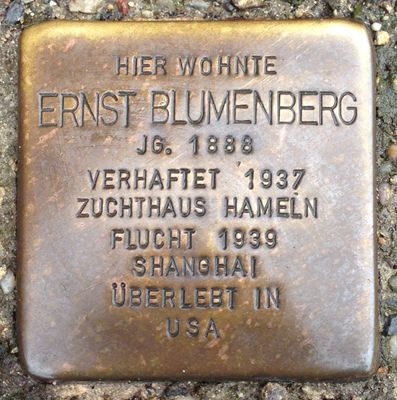 HIER WOHNTE
ERNST BLUMENBERG
JG. 1888
VERHAFTET 1937
ZUCHTHAUS HAMELN
FLUCHT 1939
SHANGHAI
ÜBERLEBT IN
USA